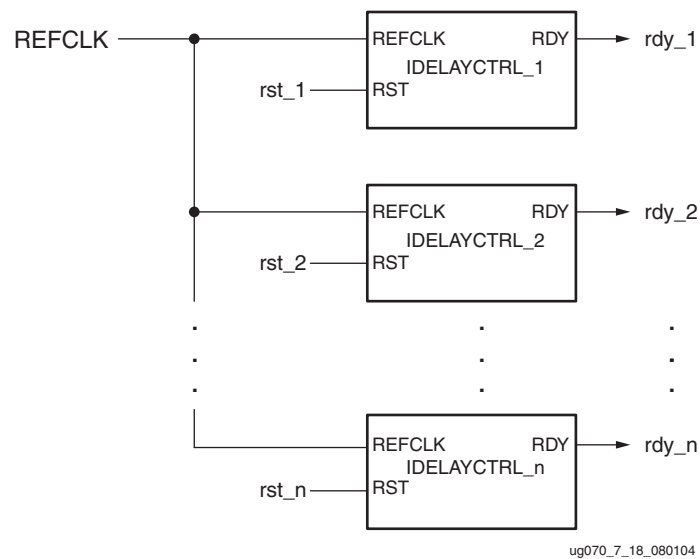 REFCLK
REFCLK RDY
rdy_1
IDELAYCTRL_1
rst_1
RST
REFCLK RDY
rdy_2
IDELAYCTRL_2
rst_2
RST
REFCLK RDY
rdy_n
IDELAYCTRL_n
rst_n
RST
ug070_7_18_080104